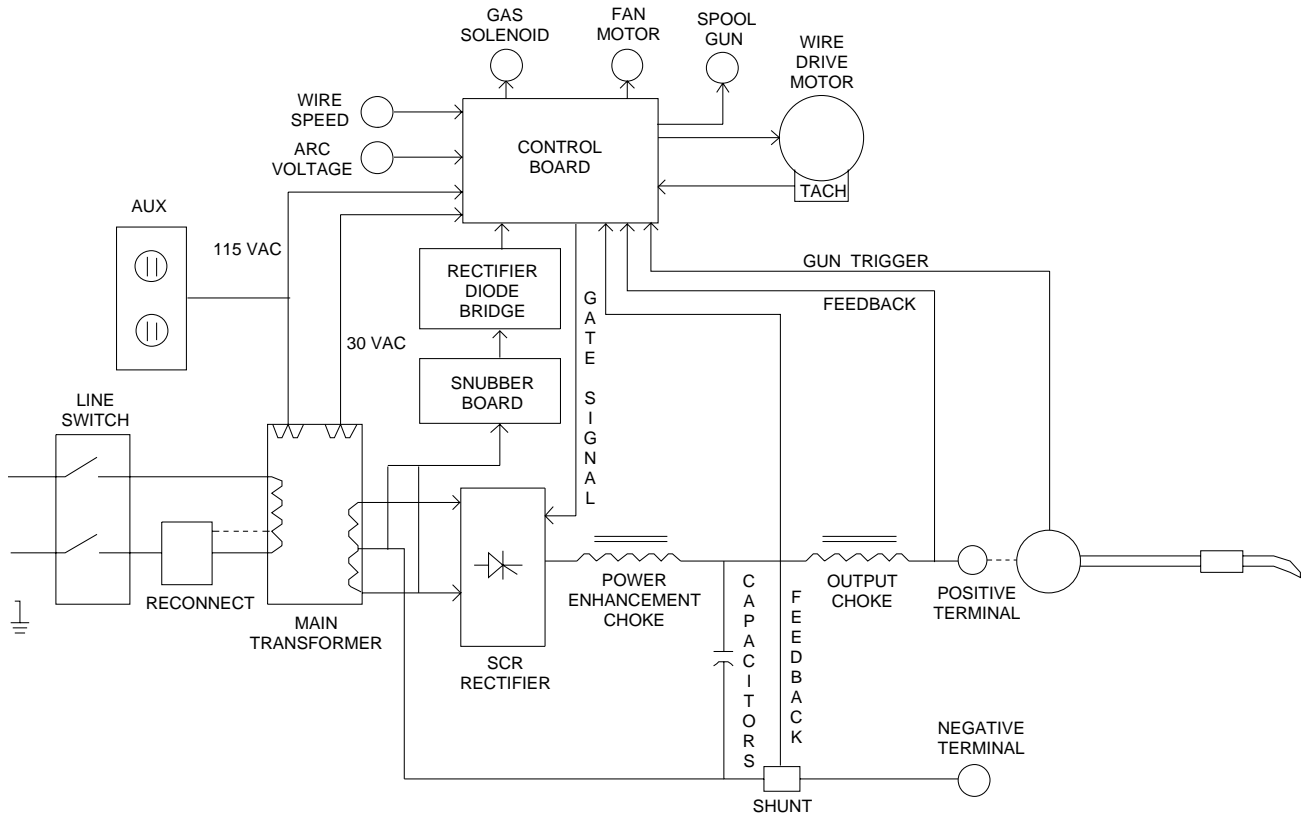 GAS
SOLENOID
FAN
MOTOR
SPOOL
GUN
WIRE
DRIVE
MOTOR
WIRE
SPEED
ARC
VOLTAGE
CONTROL
BOARD
TACH
AUX
115 VAC
RECTIFIER
DIODE
BRIDGE
GATE SIGNAL
GUN TRIGGER
FEEDBACK
30 VAC
SNUBBER
BOARD
LINE
SWITCH
RECONNECT
MAIN
TRANSFORMER
SCR
RECTIFIER
POWER
ENHANCEMENT
CHOKE
CAPACITORS
FEEDBACK
OUTPUT
CHOKE
POSITIVE
TERMINAL
NEGATIVE
TERMINAL
SHUNT